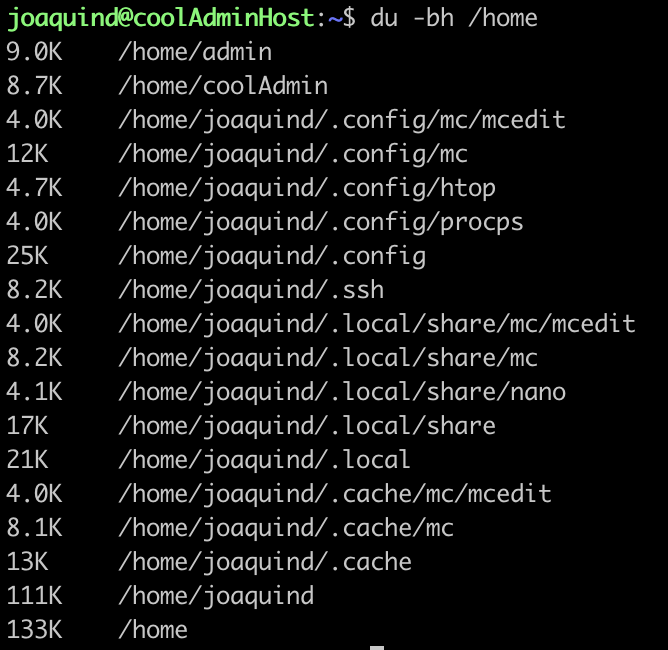 joaquind@coolAdminHost:~$ du -bh /home
9.0K    /home/admin
8.7K    /home/coolAdmin
4.0K    /home/joaquind/.config/mc/mcedit
12K     /home/joaquind/.config/mc
4.7K    /home/joaquind/.config/htop
4.0K    /home/joaquind/.config/procps
25K     /home/joaquind/.config
8.2K    /home/joaquind/.ssh
4.0K    /home/joaquind/.local/share/mc/mcedit
8.2K    /home/joaquind/.local/share/mc
4.1K    /home/joaquind/.local/share/nano
17K     /home/joaquind/.local/share
21K     /home/joaquind/.local
4.0K    /home/joaquind/.cache/mc/mcedit
8.1K    /home/joaquind/.cache/mc
13K     /home/joaquind/.cache
111K    /home/joaquind
133K    /home